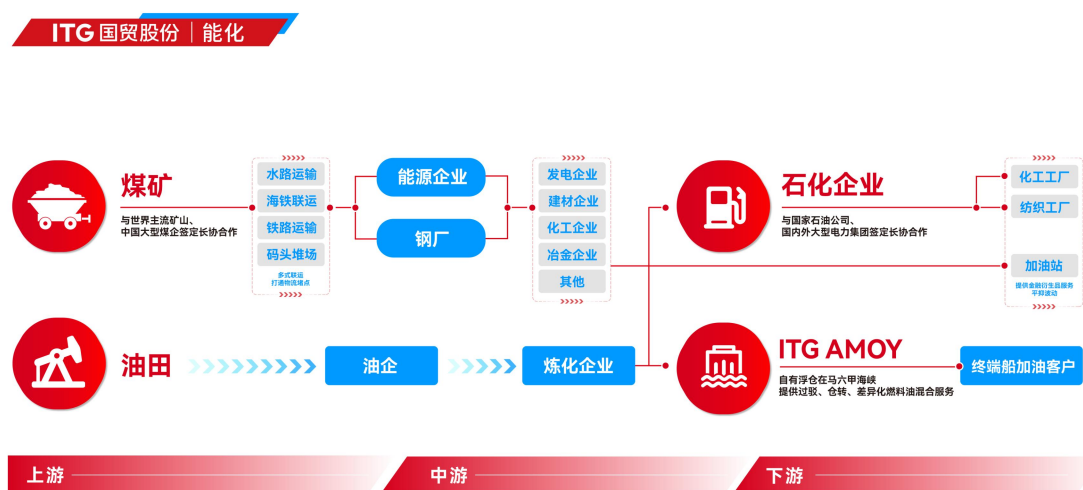 ITG 国贸股份 | 能化
煤矿
与世界主流矿山、
中国大型煤企签定长协合作
水路运输
海铁联运
铁路运输
码头堆场
多式联运
打通物流堵点
能源企业
钢厂
发电企业
建材企业
化工企业
冶金企业
其他
石化企业
与国家石油公司、
国内外大型电力集团签定长协合作
化工工厂
纺织工厂
加油站
提供金融衍生品服务
平抑波动
油田
油企
炼化企业
ITG AMOY
自有浮仓在马六甲海峡
提供过驳、仓转、差异化燃料油混合服务
终端船加油客户
上游
中游
下游